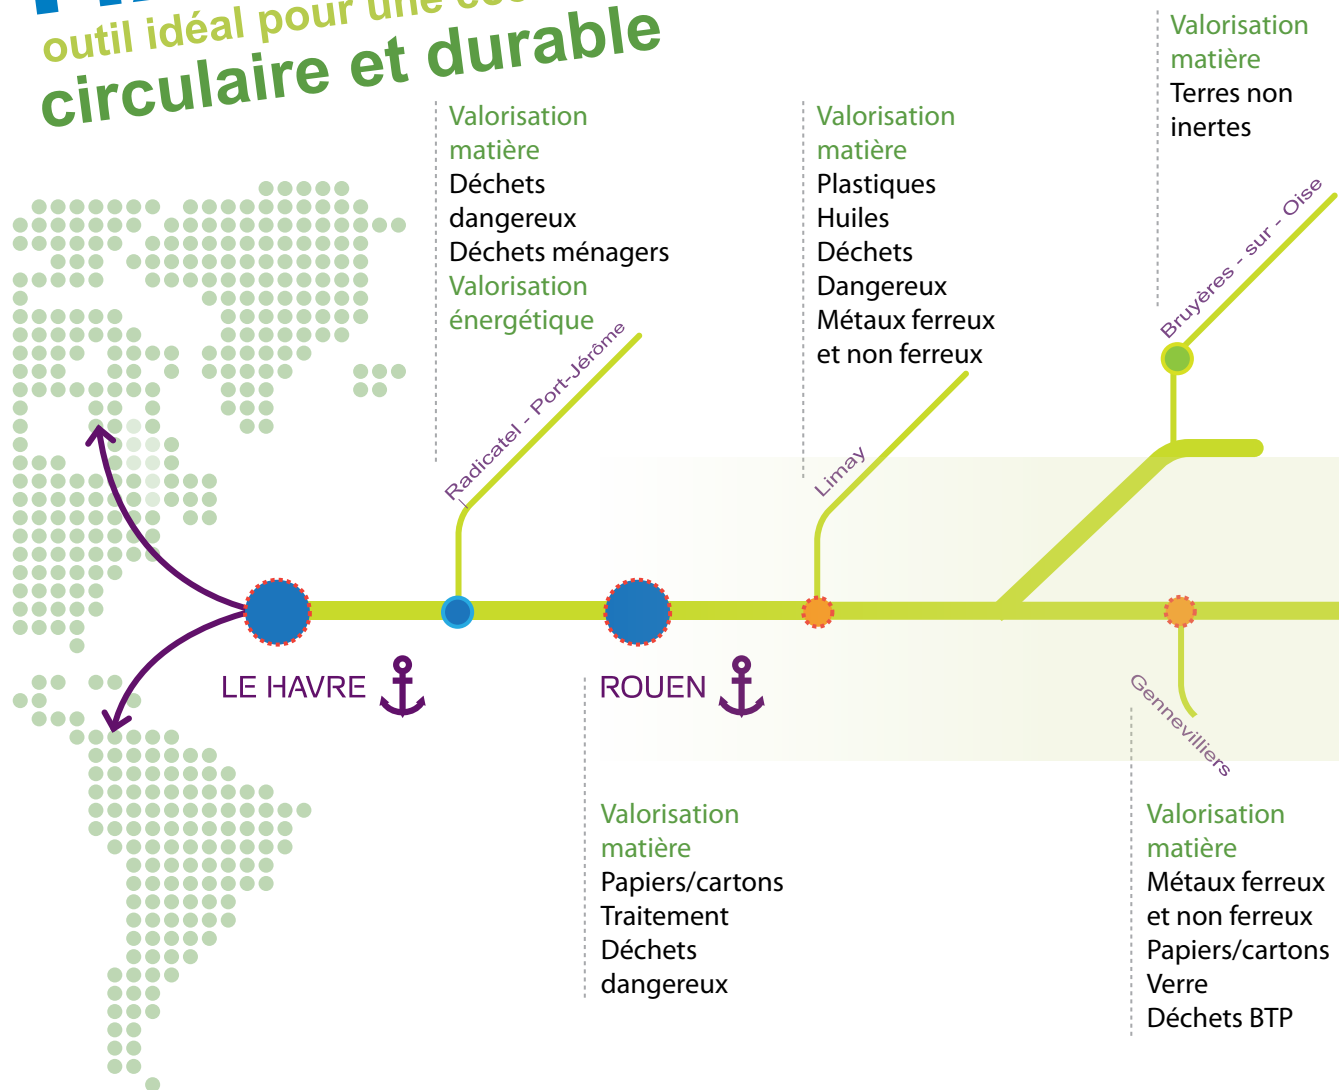 outil idéal pour une
circulaire et durable
Valorisation
matière
Déchets
dangereux
Déchets ménagers
Valorisation
énergétique
Radicatel - Port-Jérôme
Valorisation
matière
Plastiques
Huiles
Déchets
Dangereux
Métaux ferreux
et non ferreux
Limay
Valorisation
matière
Terres non
inertes
Bruyères - sur - Oise
LE HAVRE
ROUEN
Gennevilliers
Valorisation
matière
Papiers/cartons
Traitement
Déchets
dangereux
Valorisation
matière
Métaux ferreux
et non ferreux
Papiers/cartons
Verre
Déchets BTP